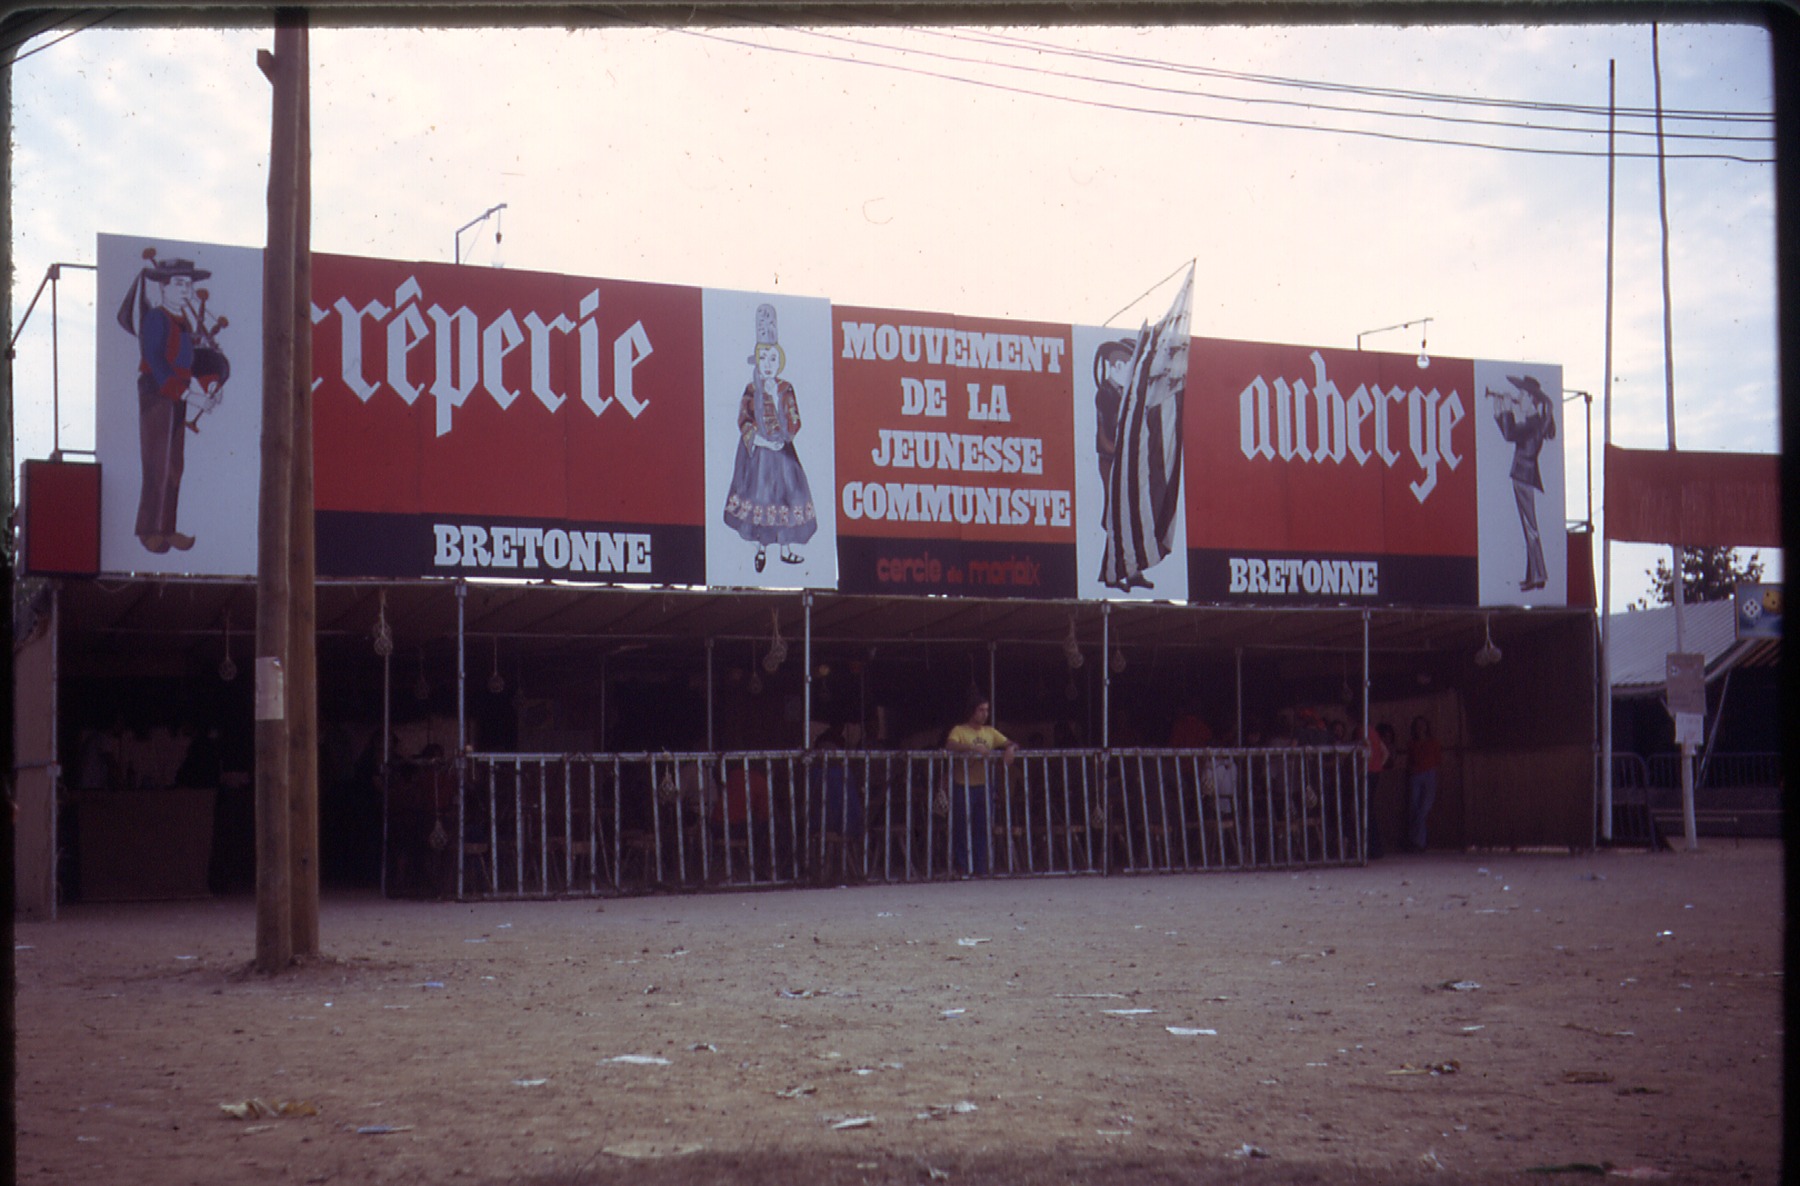 crêperie
BRETONNE
MOUVEMENT
DE LA
JEUNESSE
COMMUNISTE
cercle de morlaix
auberge
BRETONNE